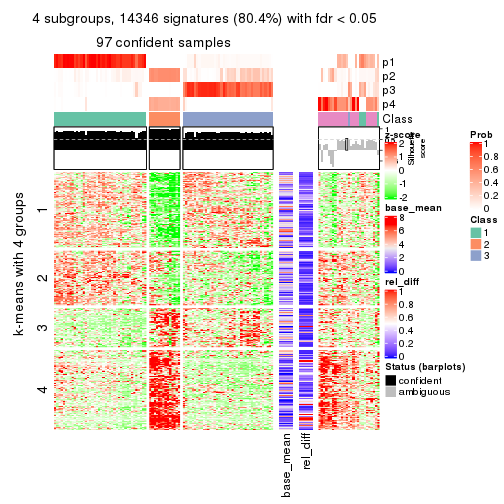 4 subgroups, 14346 signatures (80.4%) with fdr < 0.05
97 confident samples
p1
p2
p3
p4
Class
1
Silhouette
score
z-score
2
1
0
-1
-2
base_mean
8
6
4
2
0
rel_diff
1
0.8
0.6
0.4
0.2
0
Status (barplots)
confident
ambiguous
Prob
1
0.8
0.6
0.4
0.2
0
Class
1
2
3
k-means with 4 groups
1
2
3
4
base_mean
rel_diff